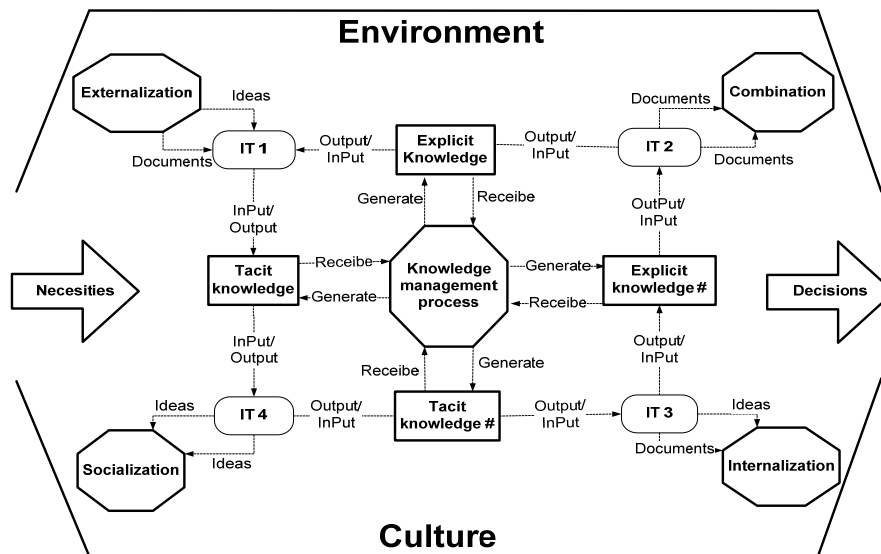 Environment
Externalization
Ideas
Documents
IT 1
Output/
InPut
Explicit
Knowledge
Output/
InPut
IT 2
Documents
Documents
Combination
Generate
Receibe
InPut/
Output
OutPut/
InPut
Necesities
Tacit
knowledge
Receibe
Generate
Knowledge
management
process
Generate
Receibe
Explicit
knowledge #
Decisions
InPut/
Output
Receibe
Generate
Output/
InPut
Ideas
IT 4
Output/
InPut
Tacit
knowledge #
Output/
InPut
IT 3
Ideas
Documents
Socialization
Ideas
Internalization
Culture